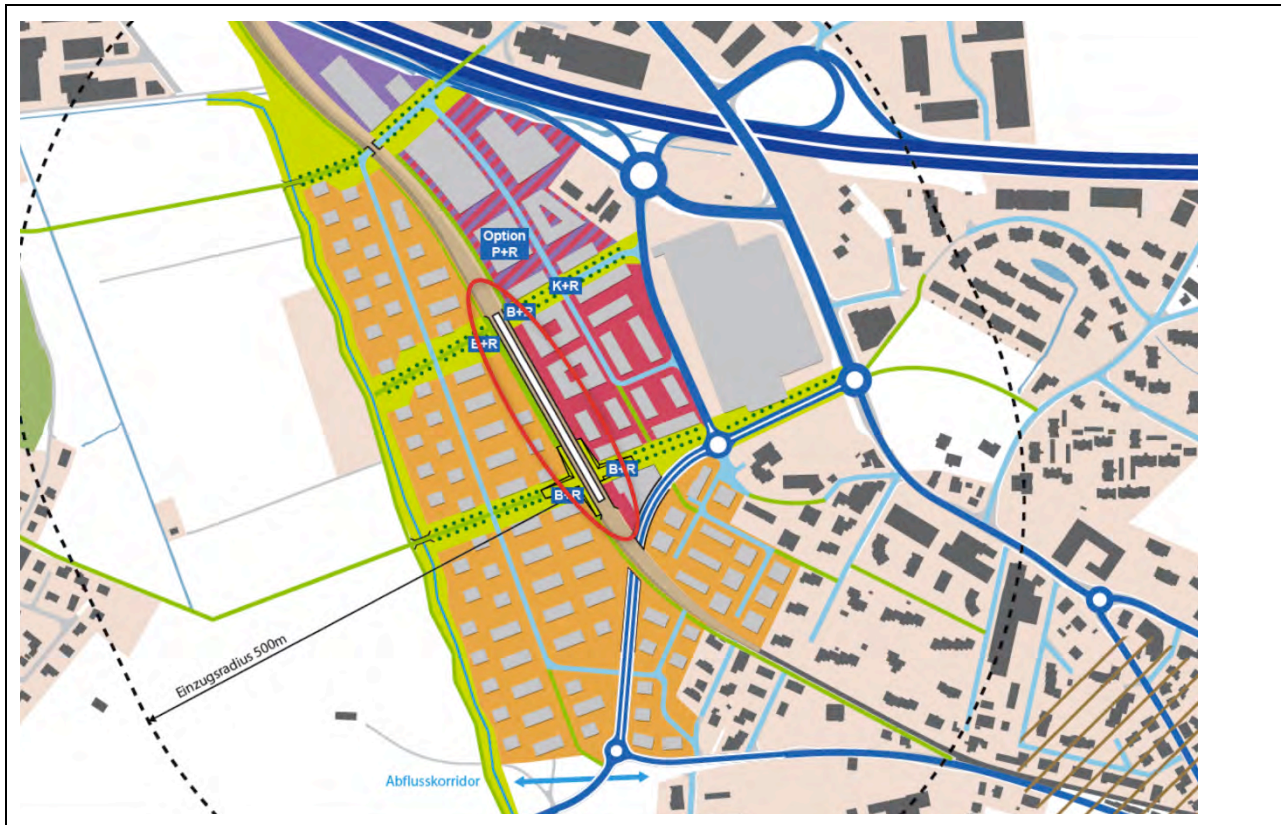 Option
P+R
K+R
B+R
B+R
B+R
B+R
Einzugsradius 500m
Abflusskorridor